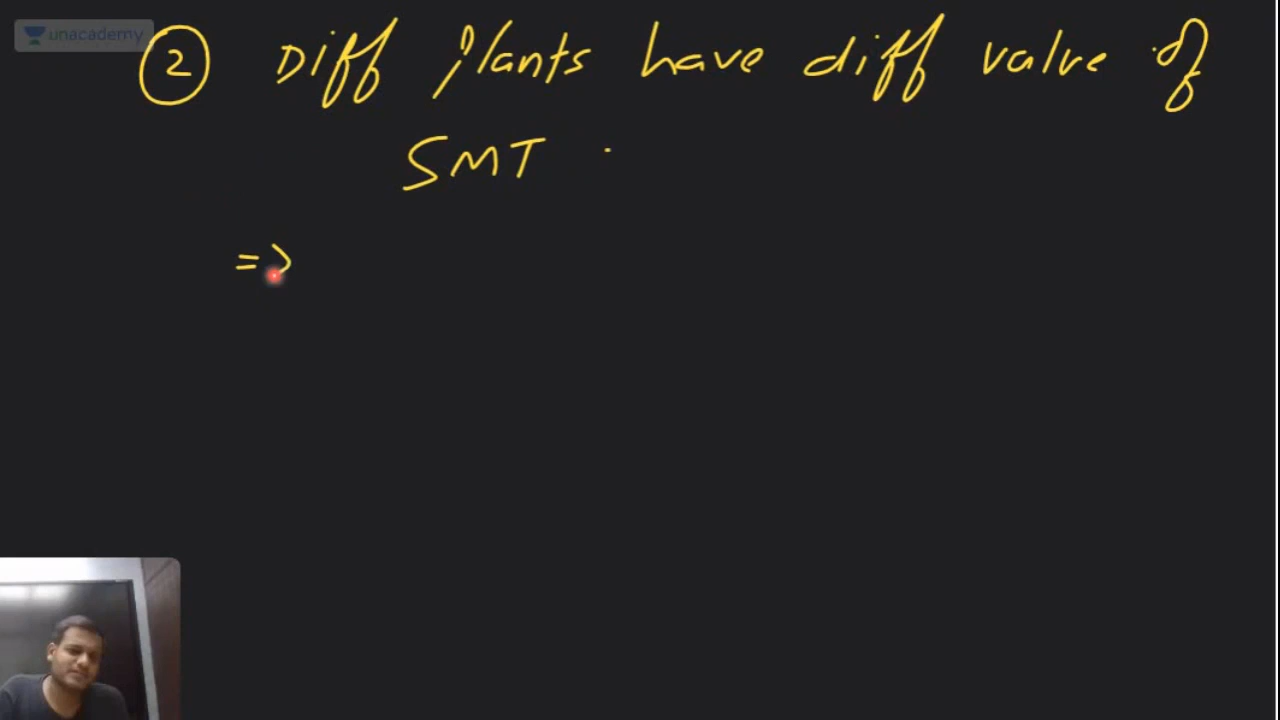 unacademy
② Diff Plants have diff value of
SMT .
=>